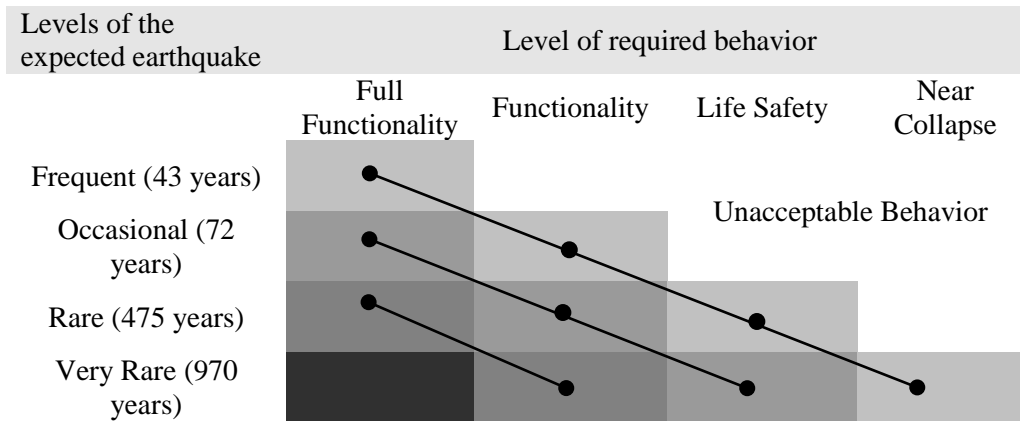 Levels of the
expected earthquake
Level of required behavior
Full
Functionality
Functionality
Life Safety
Near
Collapse
Frequent (43 years)
Unacceptable Behavior
Occasional (72
years)
Rare (475 years)
Very Rare (970
years)